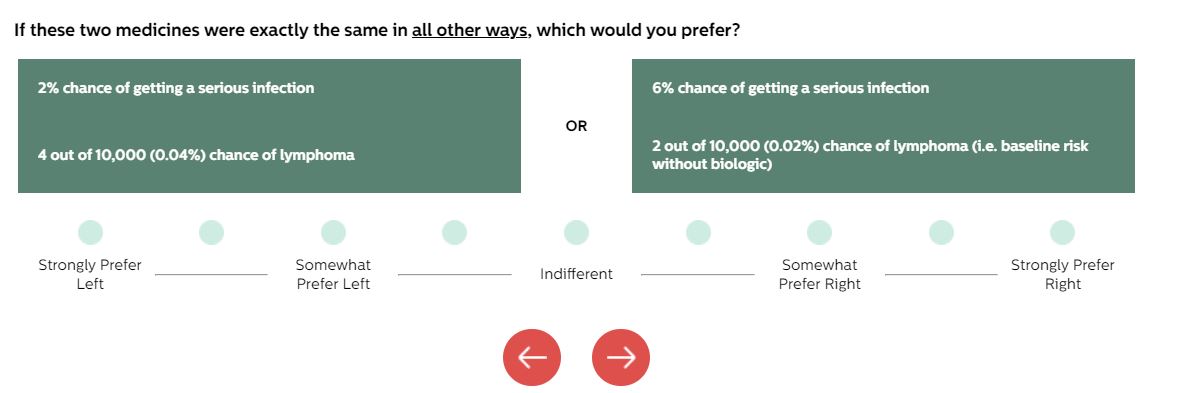 If these two medicines were exactly the same in all other ways, which would you prefer?
2% chance of getting a serious infection
4 out of 10,000 (0.04%) chance of lymphoma
OR
6% chance of getting a serious infection
2 out of 10,000 (0.02%) chance of lymphoma (i.e. baseline risk
without biologic)
Strongly Prefer
Left
Somewhat
Prefer Left
Indifferent
Somewhat
Prefer Right
Strongly Prefer
Right